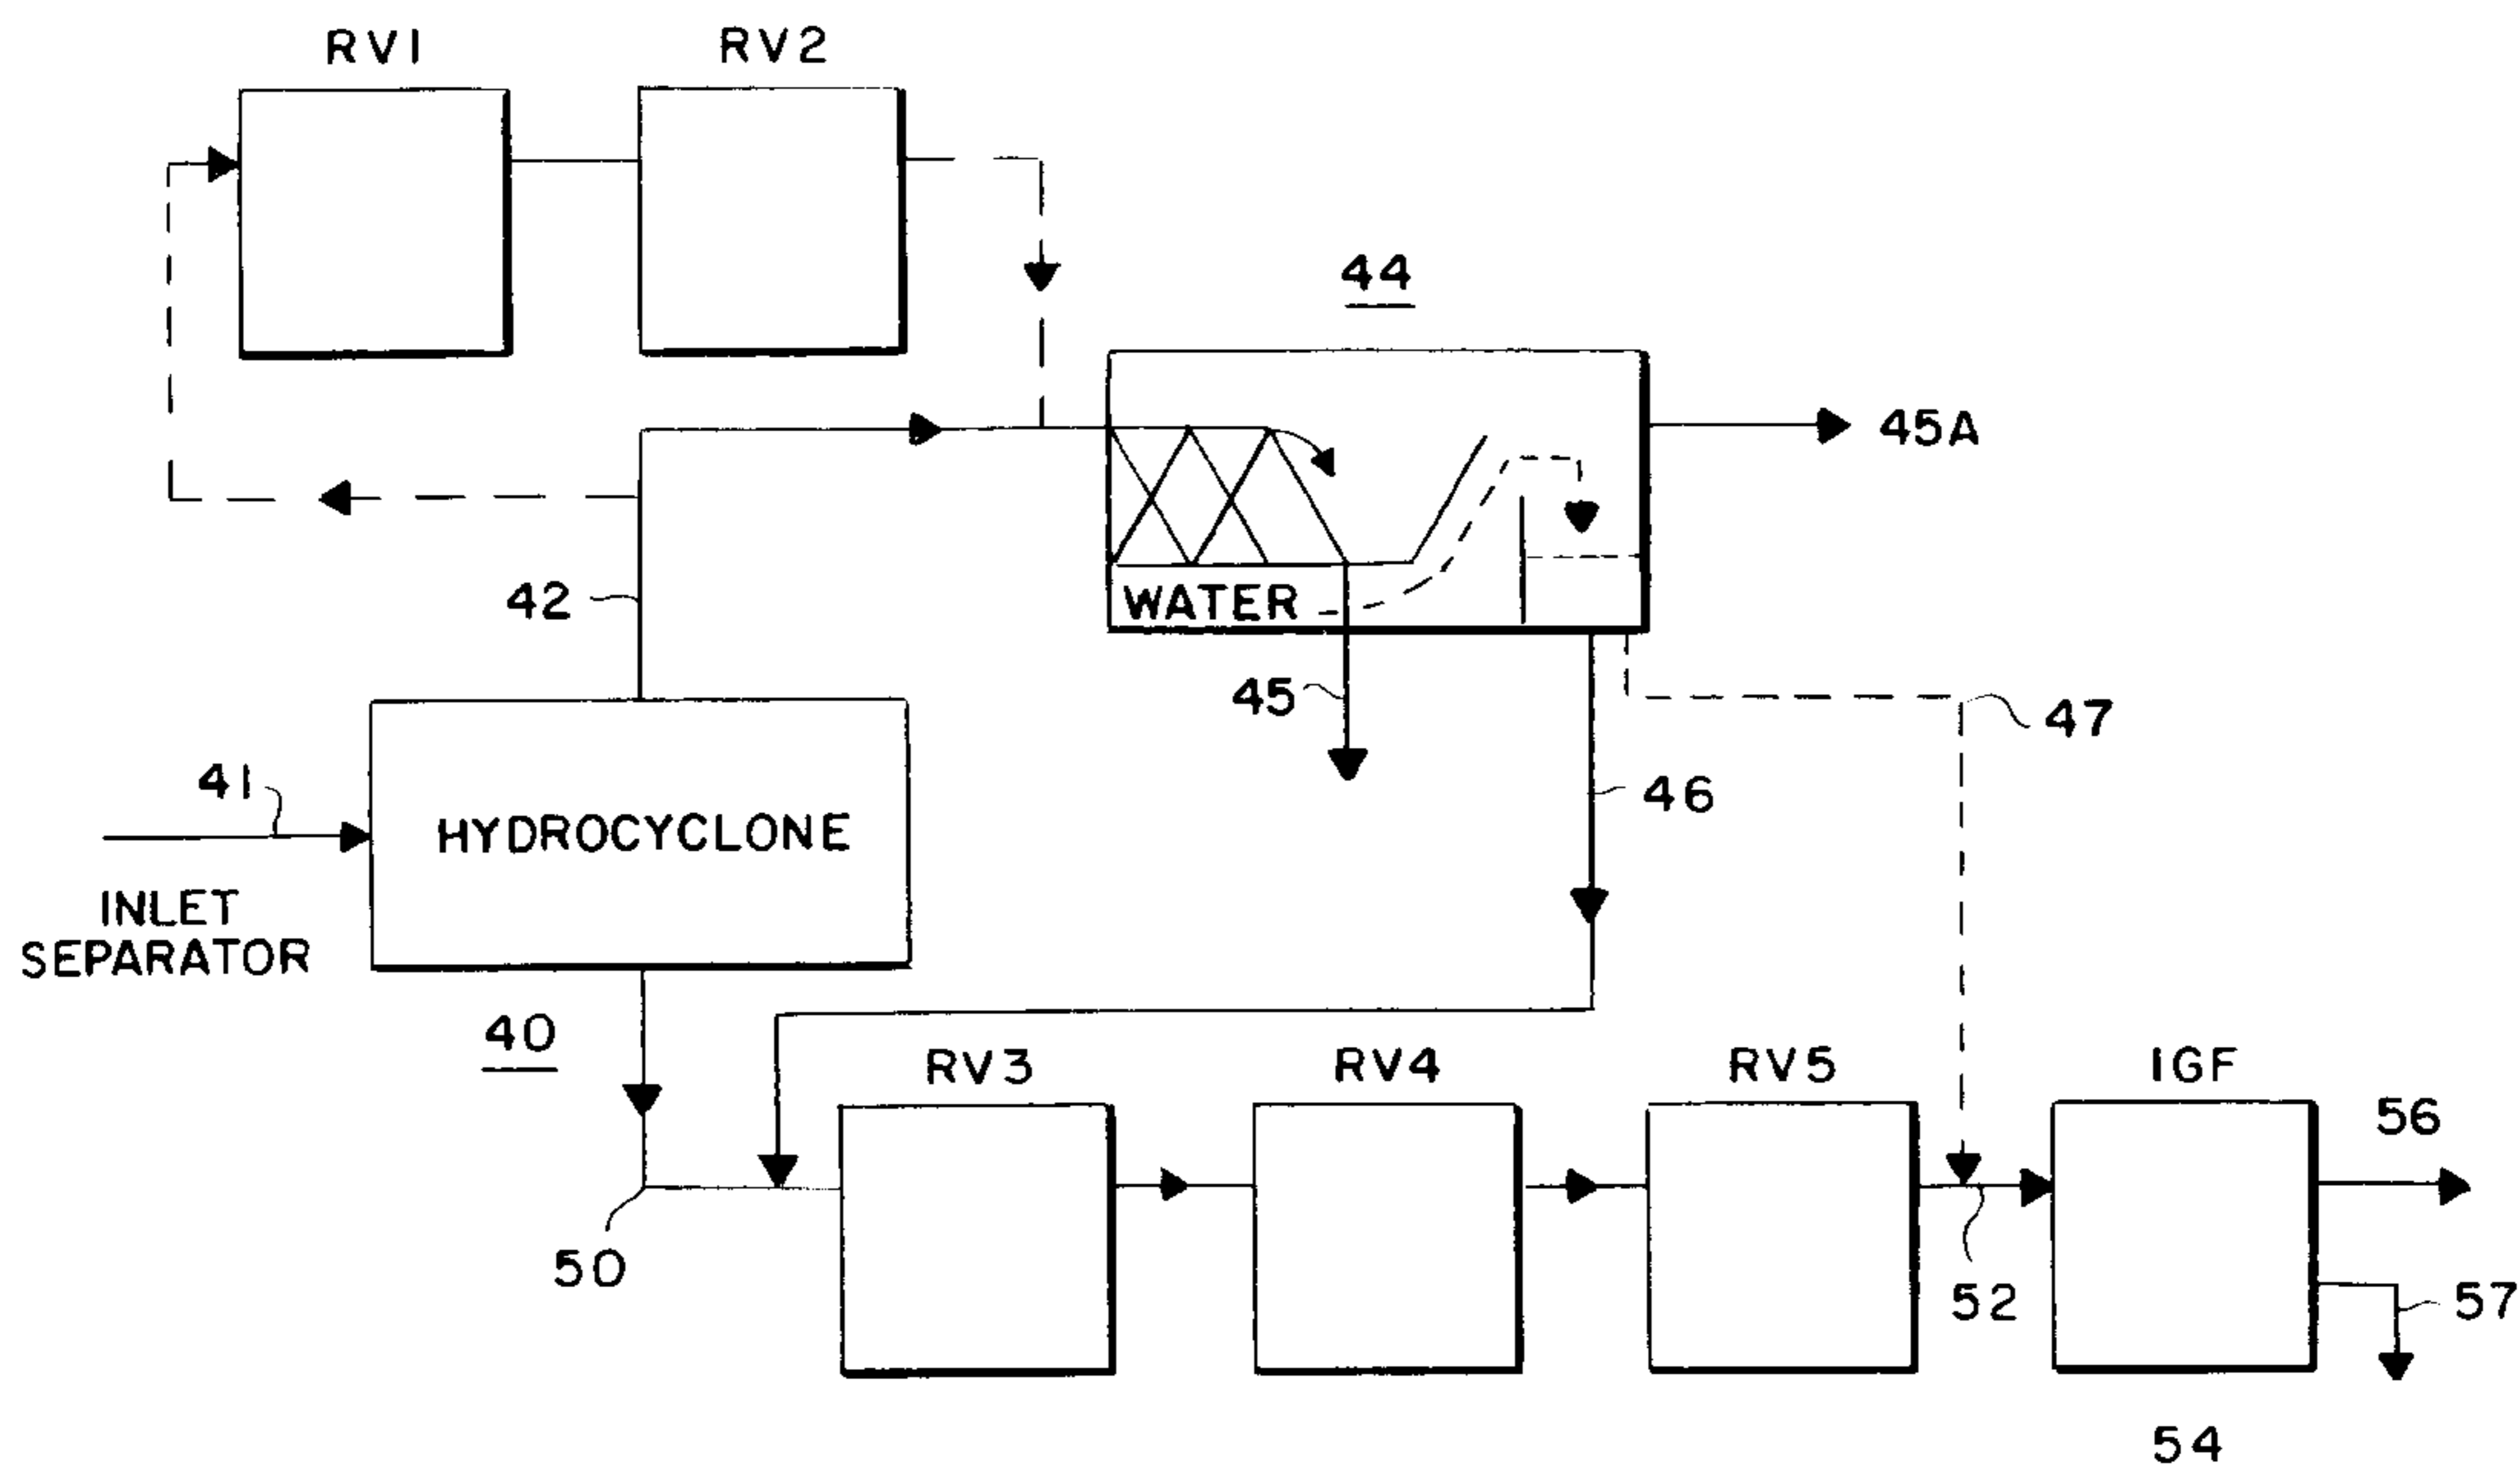 RV1
RV2
44
45A
42
WATER
45
47
41
46
HYDROCYCLONE
INLET
SEPARATOR
40
RV3
RV4
RV5
IGF
56
50
52
57
54